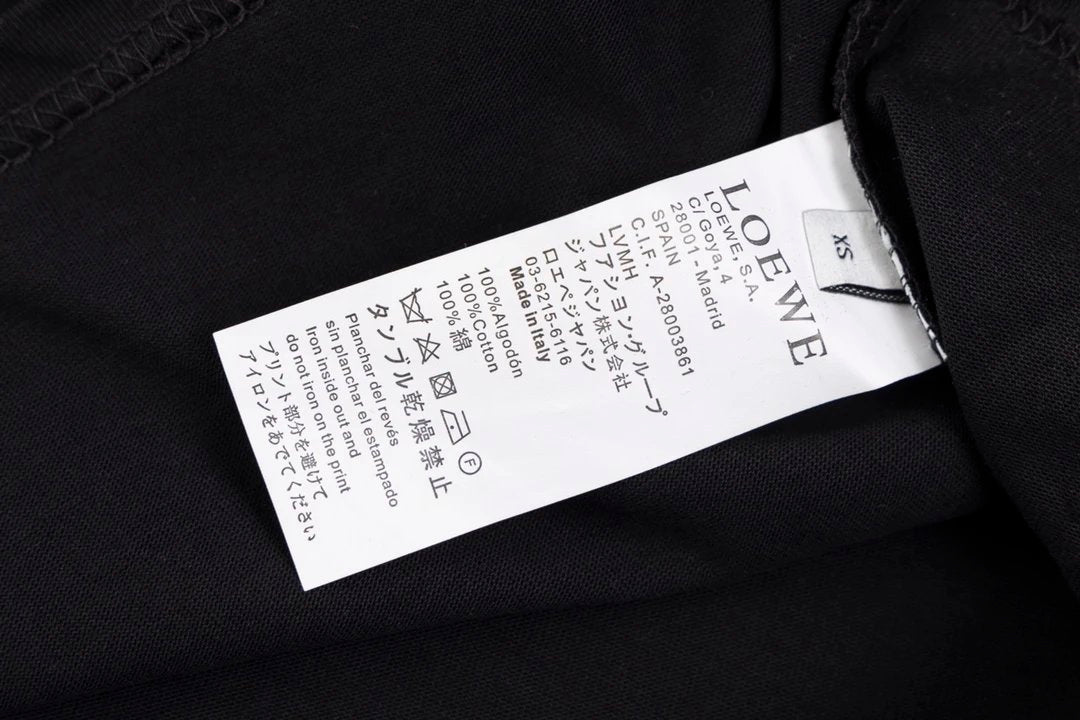 LOEWE
LOEWE, S.A.
C/ Goya, 4
28001 - Madrid
SPAIN
C.I.F. A-28003861
LVMH
ファションググループ
ジャパン株式会社
ロエベジャパン
03-6215-6116
Made in Italy
100%Algodón
100%Cotton
100%綿
F
タンブル乾燥禁止
Planchar del revés
sin planchar el estampado
Iron inside out and
do not iron on the print
プリント部分を避けて
アイロンをあでてください
XS